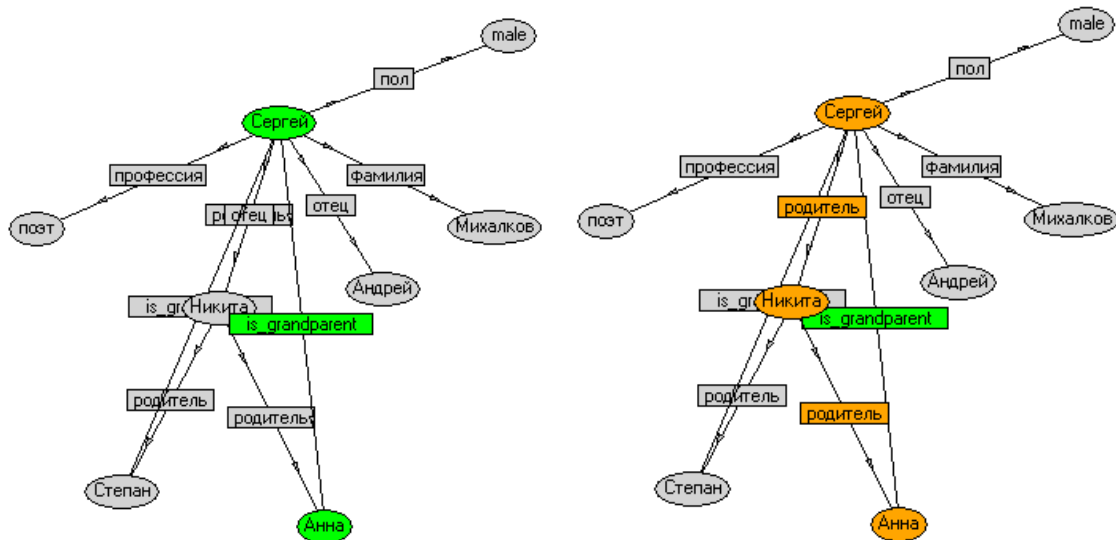 male
пол
Сергей
профессия
фамилия
отец
отец
поэт
Михалков
Андрей
Никита
is_grandparent
родитель
родитель
Степан
Анна
male
пол
Сергей
профессия
фамилия
отец
родитель
поэт
Михалков
Андрей
Никита
is_grandparent
родитель
родитель
Степан
Анна